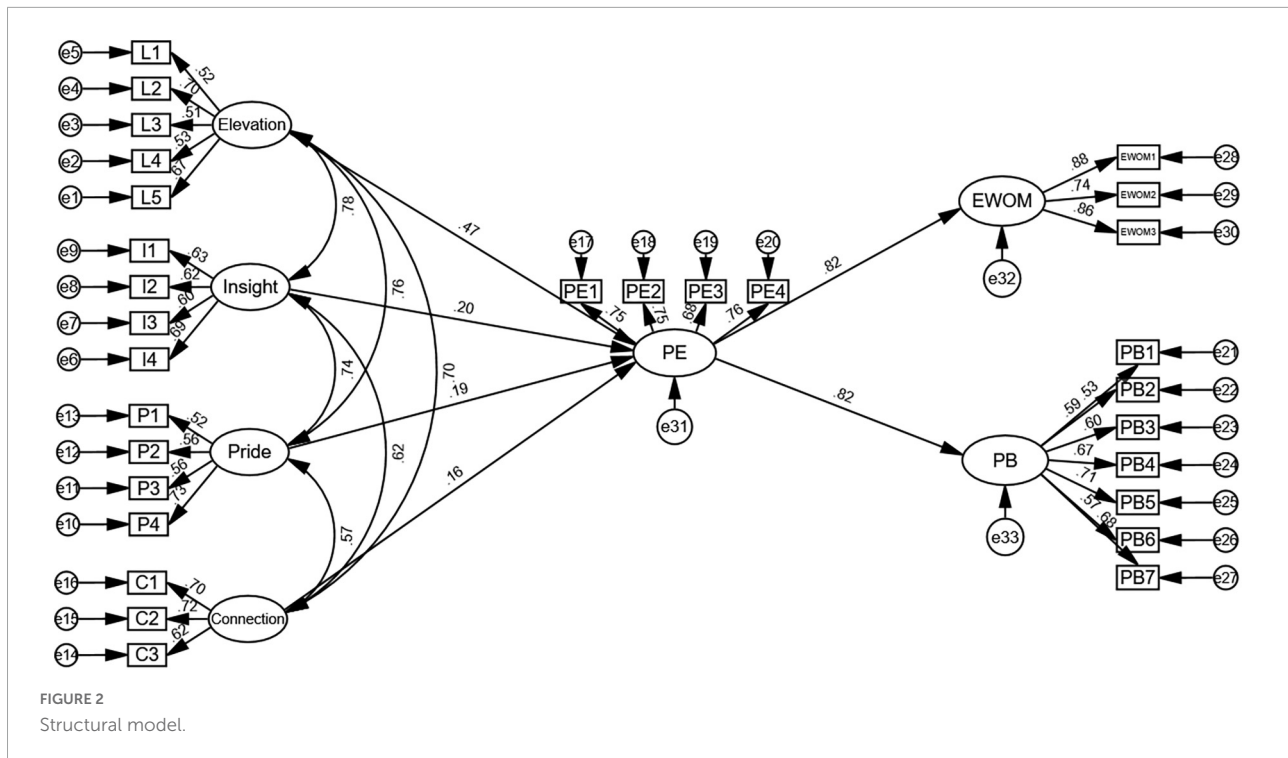 e5 L1 .52
e4 L2 .70
e3 L3 .51
e2 L4 .53
e1 L5 .67
Elevation
e9 I1 .63
e8 I2 .62
e7 I3 .60
e6 I4 .69
Insight
e13 P1 .52
e12 P2 .56
e11 P3 .56
e10 P4 .73
Pride
e16 C1 .70
e15 C2 .72
e14 C3 .62
Connection
.78
.76
.70
.74
.62
.57
.47
.20
.19
.16
e17 e18 e19 e20
PE1 PE2 PE3 PE4
.75 .75 .68 .76
PE
e31
.82
.82
EWOM
e32
.88 EWOM1 e28
.74 EWOM2 e29
.86 EWOM3 e30
PB
e33
.59 .53
.60
.67
.71
.57 .68
PB1 e21
PB2 e22
PB3 e23
PB4 e24
PB5 e25
PB6 e26
PB7 e27
FIGURE 2
Structural model.